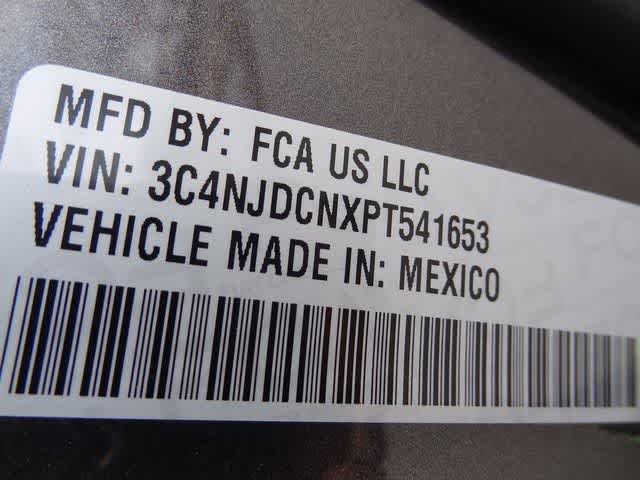 MFD BY: FCA US LLC
VIN: 3C4NJDCNXPT541653
VEHICLE MADE IN: MEXICO